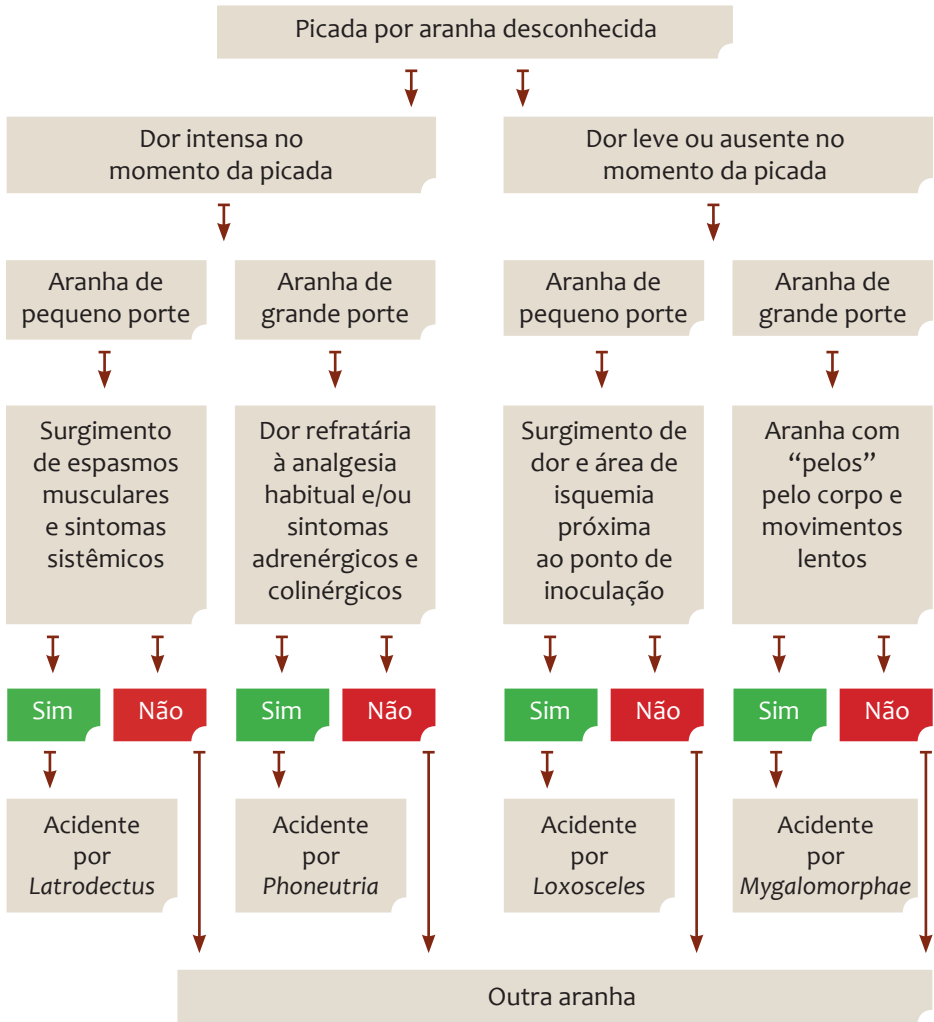 Picada por aranha desconhecida
Dor intensa no
momento da picada
Dor leve ou ausente no
momento da picada
Aranha de
pequeno porte
Aranha de
grande porte
Aranha de
pequeno porte
Aranha de
grande porte
Surgimento
de espasmos
musculares
e sintomas
sistêmicos
Dor refratária
à analgesia
habitual e/ou
sintomas
adrenérgicos e
colinérgicos
Surgimento de
dor e área de
isquemia
próxima
ao ponto de
inoculação
Aranha com
“pelos”
pelo corpo e
movimentos
lentos
Sim
Não
Sim
Não
Sim
Não
Sim
Não
Acidente
por
Latrodectus
Acidente
por
Phoneutria
Acidente
por
Loxosceles
Acidente
por
Mygalomorphae
Outra aranha